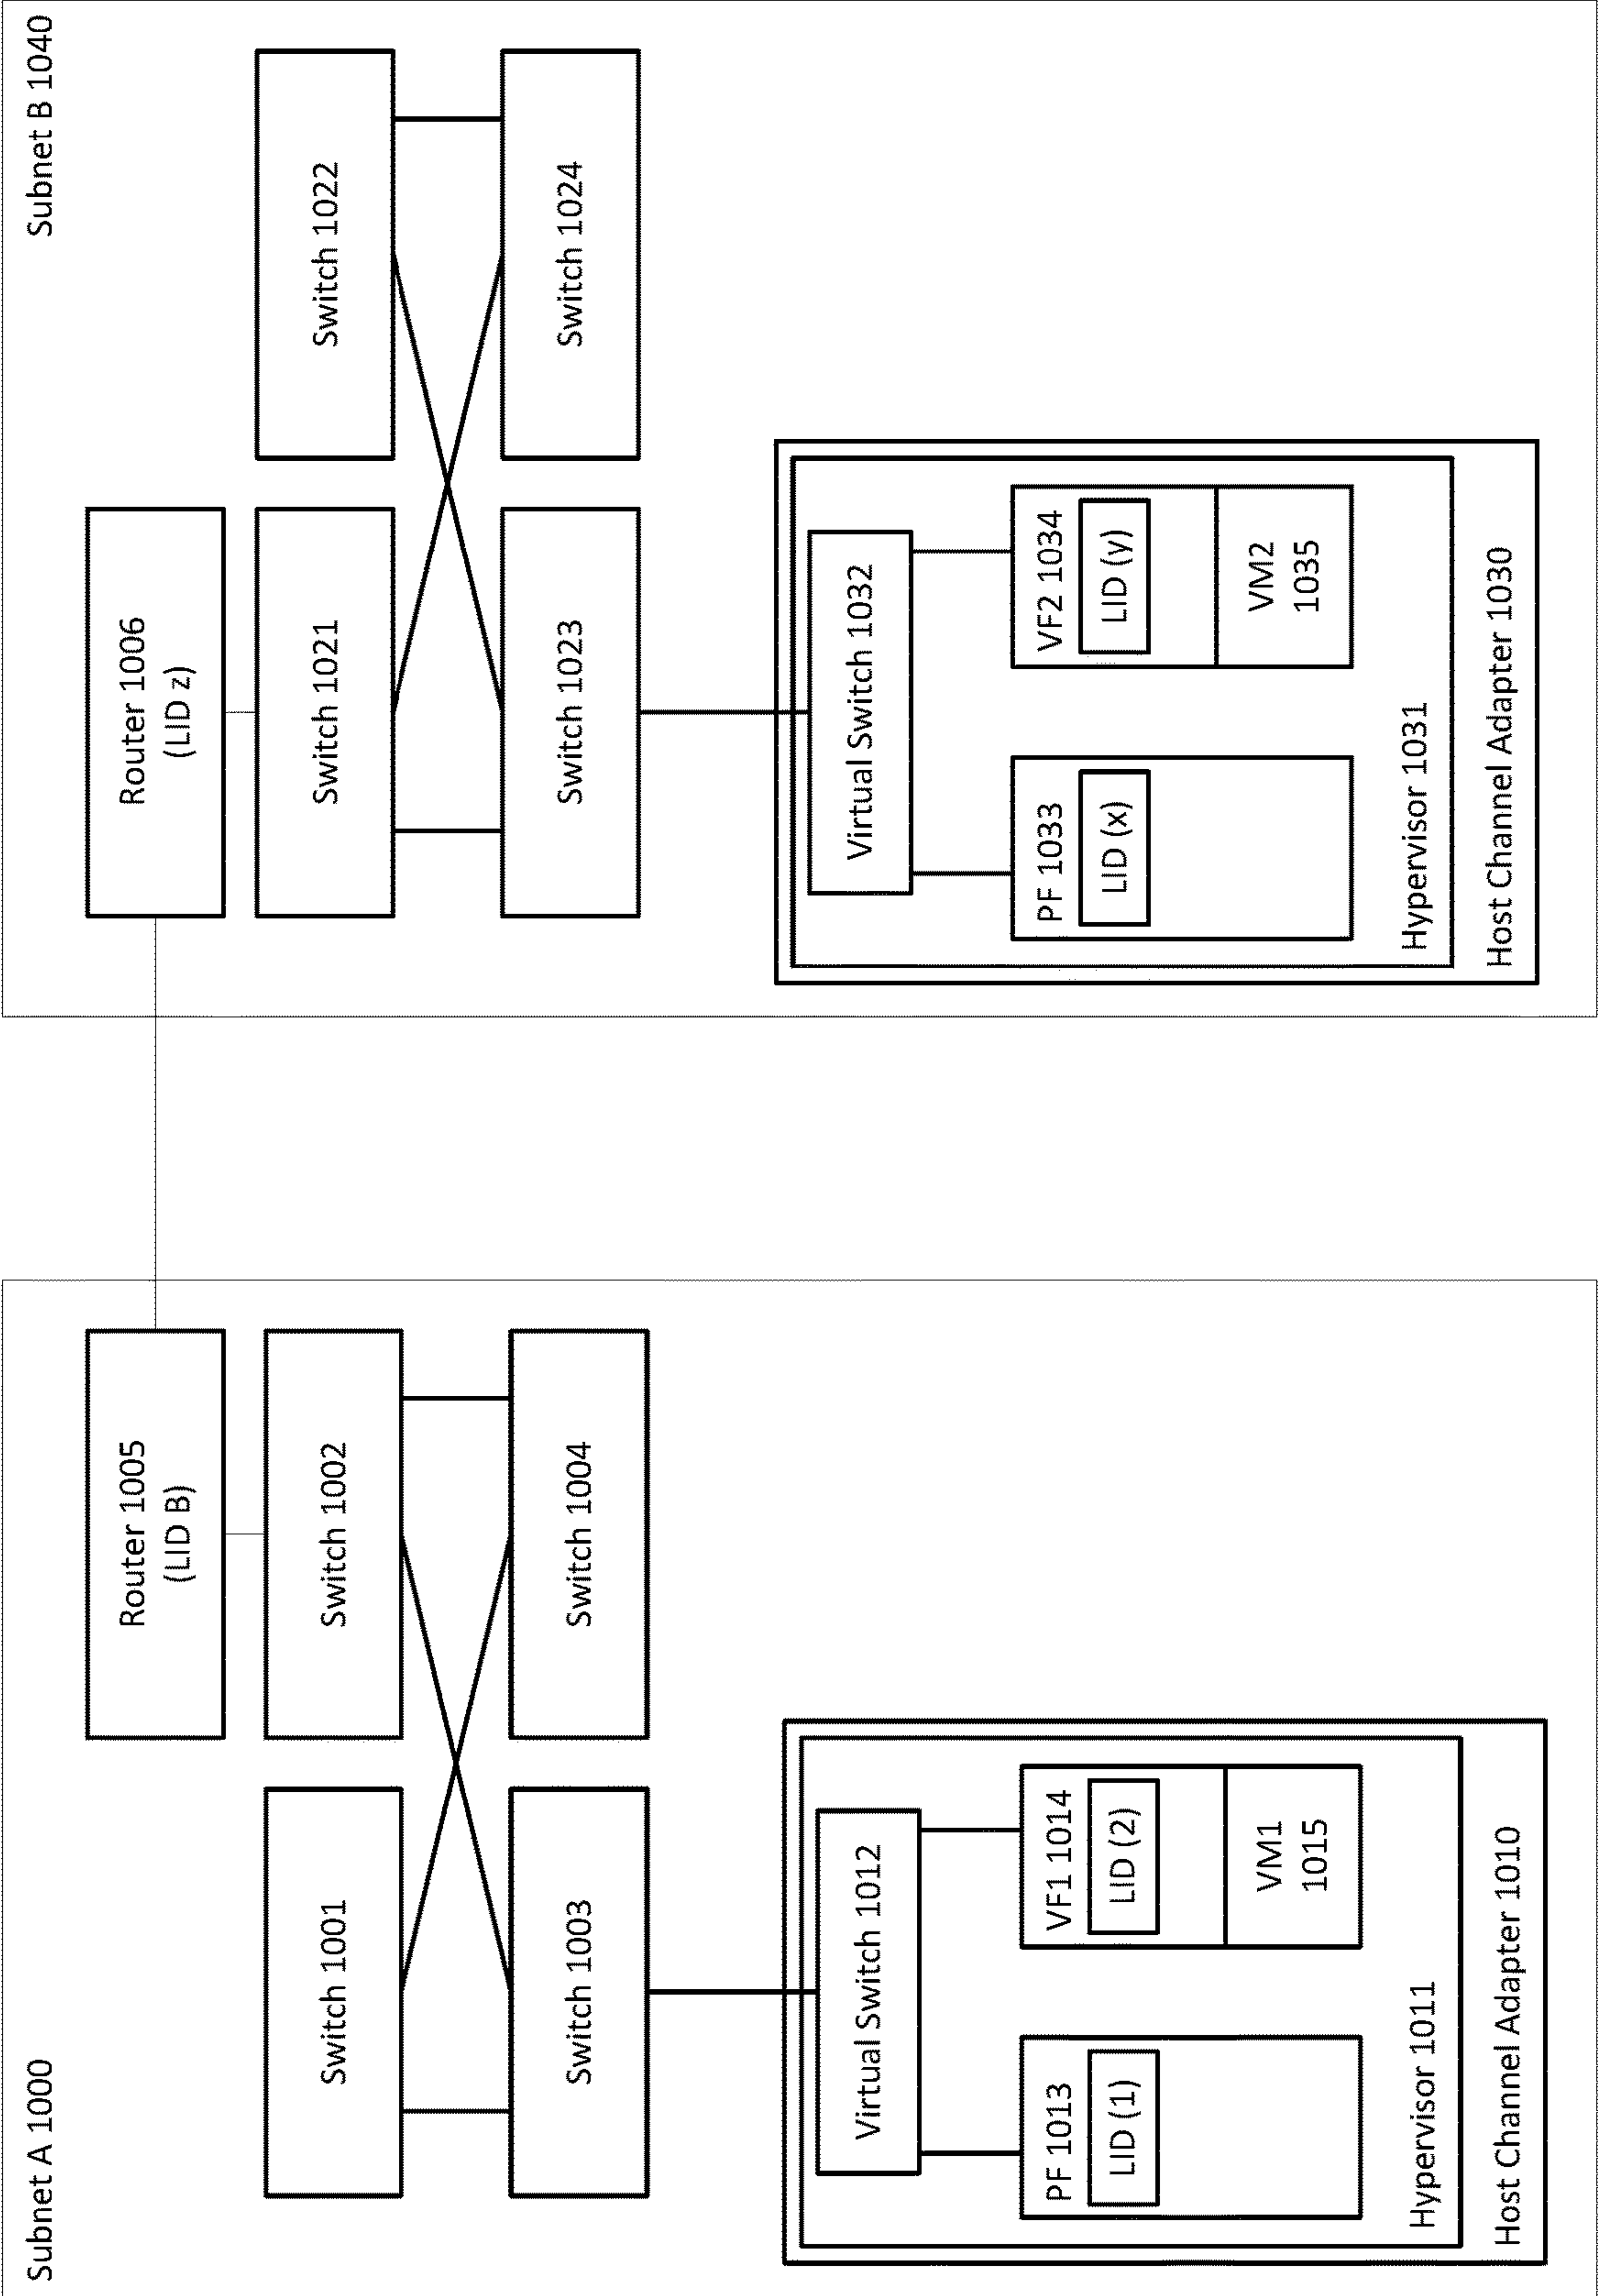 Subnet A 1000
Router 1005
(LID B)
Switch 1001
Switch 1002
Switch 1003
Switch 1004
Virtual Switch 1012
PF 1013
LID (1)
VF1 1014
LID (2)
VM1
1015
Hypervisor 1011
Host Channel Adapter 1010
Subnet B 1040
Router 1006
(LID z)
Switch 1021
Switch 1022
Switch 1023
Switch 1024
Virtual Switch 1032
PF 1033
LID (x)
VF2 1034
LID (y)
VM2
1035
Hypervisor 1031
Host Channel Adapter 1030